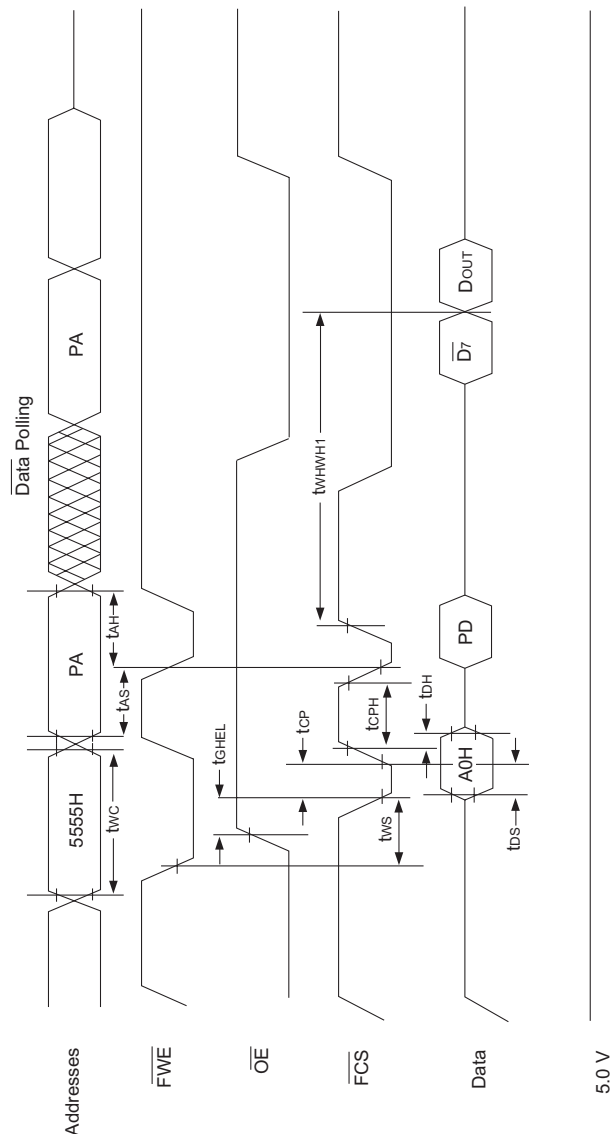 Data Polling
Addresses
5555H
PA
PA
tWC
tAS
tAH
FWE
OE
tGHEL
FCS
tWS
tCP
tCPH
tWHWH1
Data
A0H
PD
D7
DOUT
tDS
tDH
5.0 V